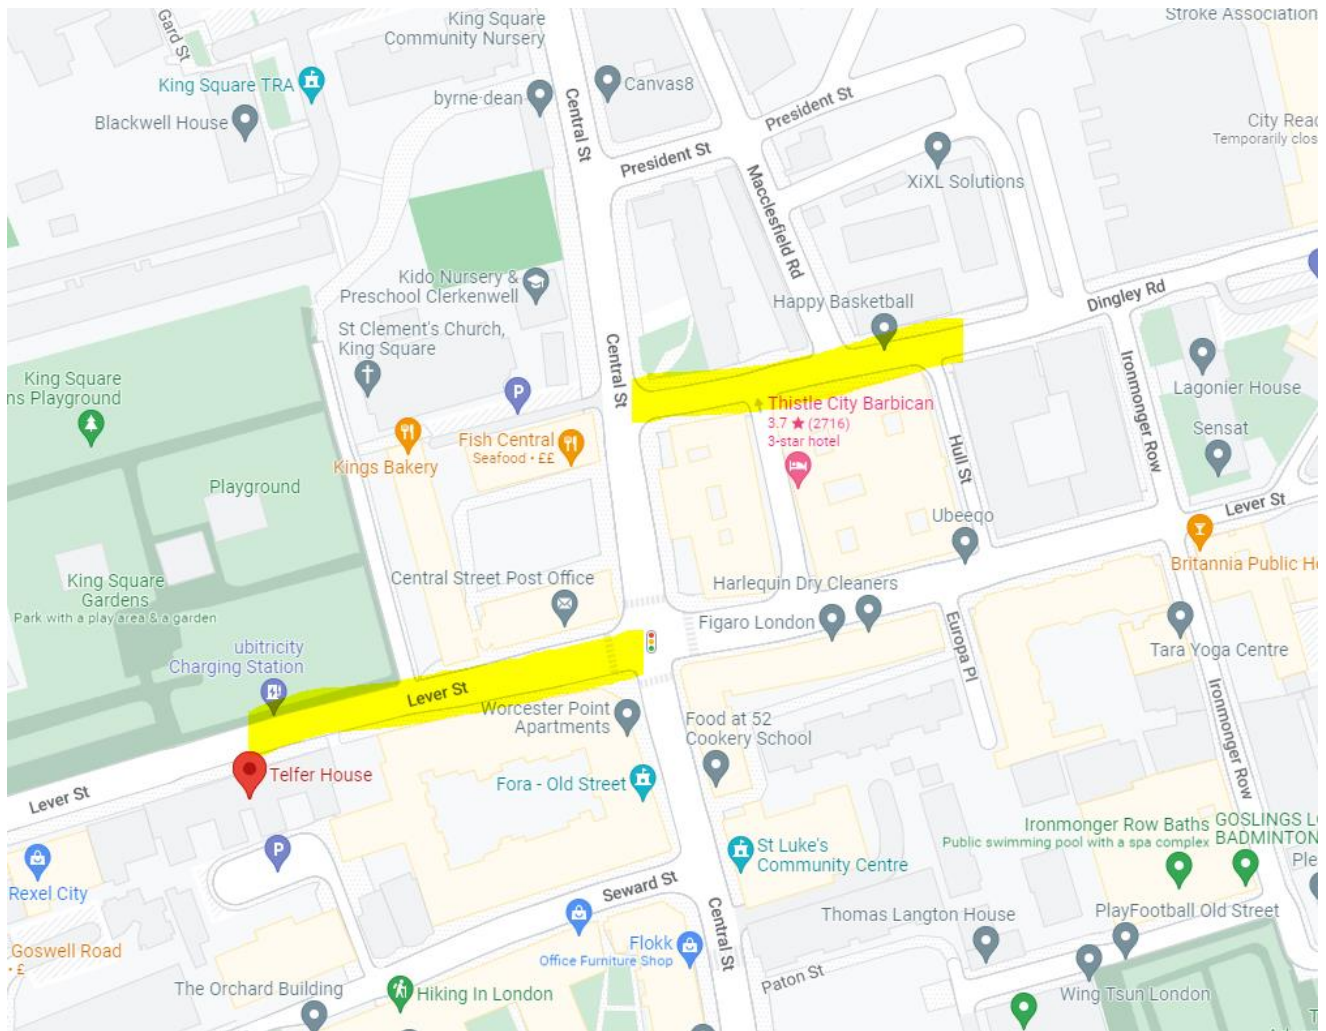 King Square
Community Nursery
Stroke Association
Gard St
King Square TRA
Canvas8
byrne·dean
Central St
Blackwell House
President St
President St
City Read
Temporarily clos
XiXL Solutions
Macclesfield Rd
Kido Nursery &
Preschool Clerkenwell
Happy Basketball
Dingley Rd
St Clement's Church,
King Square
Central St
Ironmonger Row
King Square
ns Playground
P
Thistle City Barbican
3.7 ★ (2716)
3-star hotel
Lagonier House
Fish Central
Seafood • ££
Kings Bakery
Sensat
Hull St
Playground
Lever St
Ubeeqo
Britannia Public Ho
King Square
Gardens
Park with a play area & a garden
Central Street Post Office
Harlequin Dry Cleaners
Figaro London
Europa Pl
Tara Yoga Centre
ubitricity
Charging Station
Lever St
Worcester Point
Apartments
Food at 52
Cookery School
Ironmonger Row
Telfer House
Fora - Old Street
Lever St
Ironmonger Row Baths
Public swimming pool with a spa complex
GOSLINGS LO
BADMINTON
P
St Luke's
Community Centre
Ple
Rexel City
Seward St
Central St
Thomas Langton House
PlayFootball Old Street
Goswell Road
• £
Flokk
Office Furniture Shop
Paton St
The Orchard Building
Hiking In London
Wing Tsun London
T